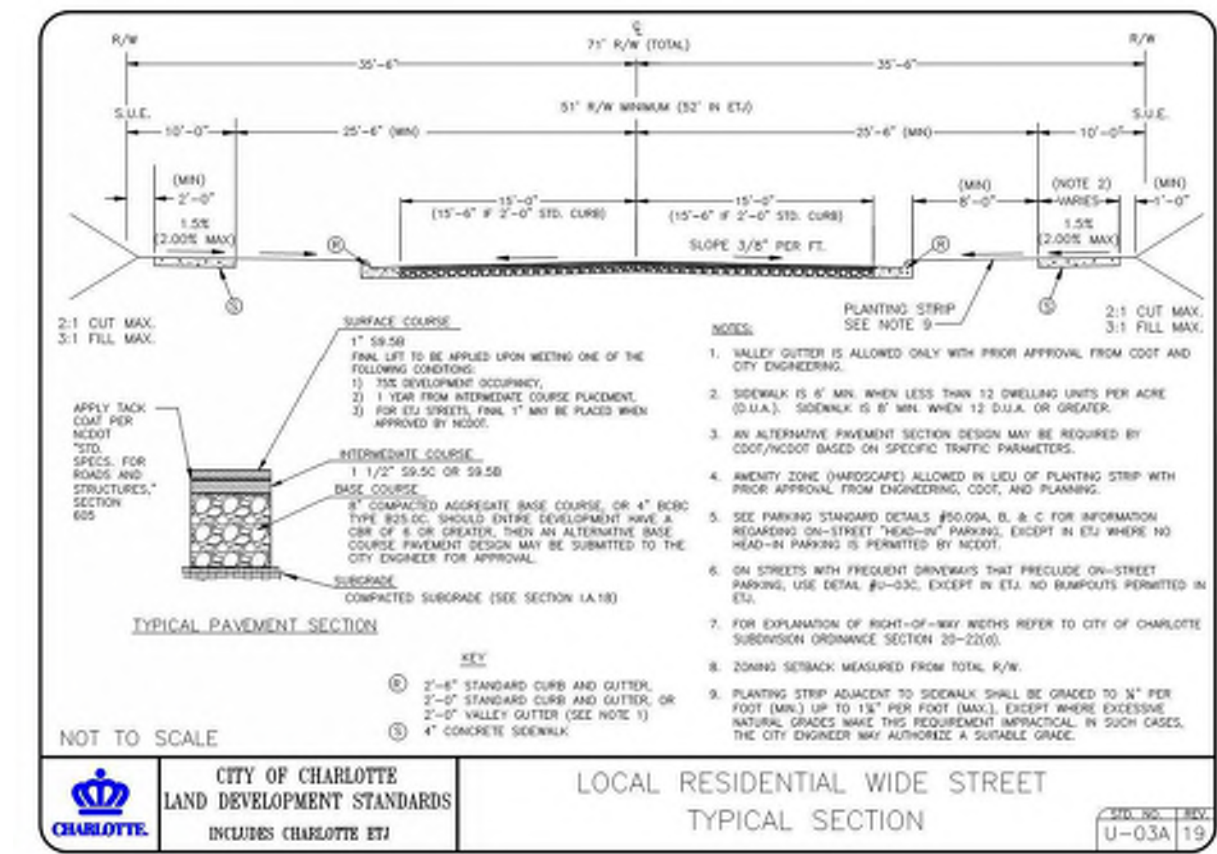 ℄
R/W
71' R/W (TOTAL)
R/W
35'-6"
35'-6"
51' R/W MINIMUM (52' IN ETJ)
S.U.E.
S.U.E.
10'-0"
25'-6" (MIN)
25'-6" (MIN)
10'-0"
(MIN)
2'-0"
15'-0"
(15'-6" IF 2'-0" STD. CURB)
15'-0"
(15'-6" IF 2'-0" STD. CURB)
(MIN)
8'-0"
(NOTE 2)
VARIES
(MIN)
1'-0"
1.5%
(2.00% MAX)
R
SLOPE 3/8" PER FT.
R
1.5%
(2.00% MAX)
S
S
2:1 CUT MAX.
3:1 FILL MAX.
PLANTING STRIP
SEE NOTE 9
2:1 CUT MAX.
3:1 FILL MAX.
SURFACE COURSE
1" S9.5B
FINAL LIFT TO BE APPLIED UPON MEETING ONE OF THE
FOLLOWING CONDITIONS:
1) 75% DEVELOPMENT OCCUPANCY,
2) 1 YEAR FROM INTERMEDIATE COURSE PLACEMENT,
3) FOR ETJ STREETS, FINAL 1" MAY BE PLACED WHEN
APPROVED BY NCDOT.
APPLY TACK
COAT PER
NCDOT
"STD.
SPECS. FOR
ROADS AND
STRUCTURES,"
SECTION
605
INTERMEDIATE COURSE
1 1/2" S9.5C OR S9.5B
BASE COURSE
8" COMPACTED AGGREGATE BASE COURSE, OR 4" BCBC
TYPE B25.0C. SHOULD ENTIRE DEVELOPMENT HAVE A
CBR OF 6 OR GREATER, THEN AN ALTERNATIVE BASE
COURSE PAVEMENT DESIGN MAY BE SUBMITTED TO THE
CITY ENGINEER FOR APPROVAL.
SUBGRADE
COMPACTED SUBGRADE (SEE SECTION I.A.18)
TYPICAL PAVEMENT SECTION
KEY
R 2'-6" STANDARD CURB AND GUTTER,
2'-0" STANDARD CURB AND GUTTER, OR
2'-0" VALLEY GUTTER (SEE NOTE 1)
S 4" CONCRETE SIDEWALK
NOT TO SCALE
NOTES:
1. VALLEY GUTTER IS ALLOWED ONLY WITH PRIOR APPROVAL FROM CDOT AND
CITY ENGINEERING.
2. SIDEWALK IS 6' MIN. WHEN LESS THAN 12 DWELLING UNITS PER ACRE
(D.U.A.). SIDEWALK IS 8' MIN. WHEN 12 D.U.A. OR GREATER.
3. AN ALTERNATIVE PAVEMENT SECTION DESIGN MAY BE REQUIRED BY
CDOT/NCDOT BASED ON SPECIFIC TRAFFIC PARAMETERS.
4. AMENITY ZONE (HARDSCAPE) ALLOWED IN LIEU OF PLANTING STRIP WITH
PRIOR APPROVAL FROM ENGINEERING, CDOT, AND PLANNING.
5. SEE PARKING STANDARD DETAILS #50.09A, B, & C FOR INFORMATION
REGARDING ON-STREET "HEAD-IN" PARKING, EXCEPT IN ETJ WHERE NO
HEAD-IN PARKING IS PERMITTED BY NCDOT.
6. ON STREETS WITH FREQUENT DRIVEWAYS THAT PRECLUDE ON-STREET
PARKING, USE DETAIL #U-03C, EXCEPT IN ETJ. NO BUMPOUTS PERMITTED IN
ETJ.
7. FOR EXPLANATION OF RIGHT-OF-WAY WIDTHS REFER TO CITY OF CHARLOTTE
SUBDIVISION ORDINANCE SECTION 20-22(d).
8. ZONING SETBACK MEASURED FROM TOTAL R/W.
9. PLANTING STRIP ADJACENT TO SIDEWALK SHALL BE GRADED TO ¼" PER
FOOT (MIN.) UP TO 1¼" PER FOOT (MAX.), EXCEPT WHERE EXCESSIVE
NATURAL GRADES MAKE THIS REQUIREMENT IMPRACTICAL. IN SUCH CASES,
THE CITY ENGINEER MAY AUTHORIZE A SUITABLE GRADE.
CHARLOTTE.
CITY OF CHARLOTTE
LAND DEVELOPMENT STANDARDS
INCLUDES CHARLOTTE ETJ
LOCAL RESIDENTIAL WIDE STREET
TYPICAL SECTION
STD. NO. REV.
U-03A 19